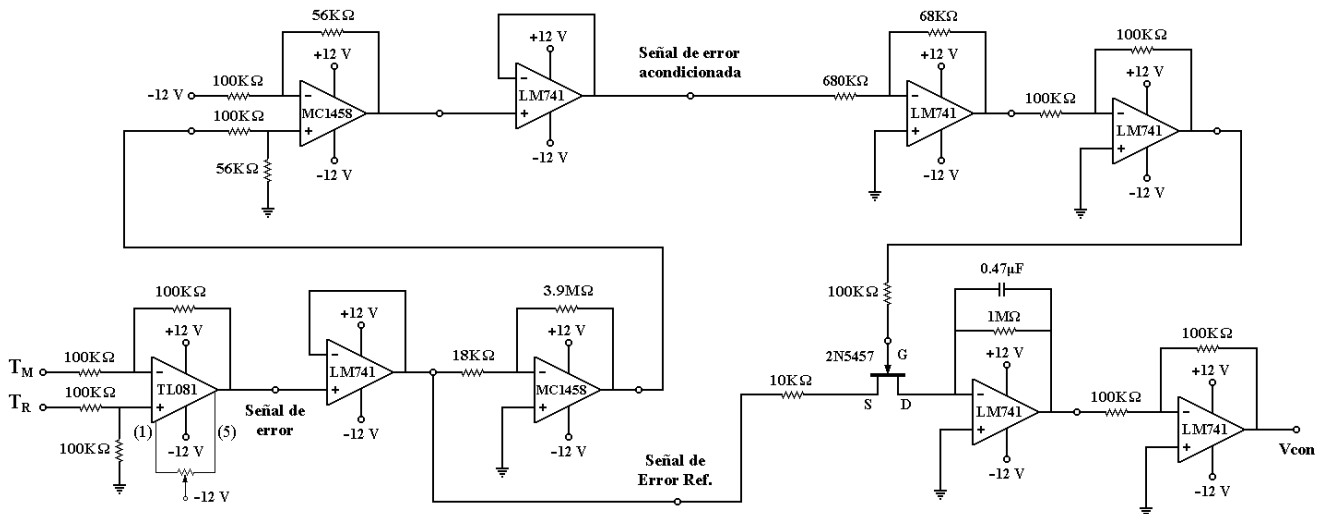 56KΩ
+12 V
−12 V
100KΩ
MC1458
100KΩ
−12 V
56KΩ
+12 V
LM741
−12 V
Señal de error
acondicionada
68KΩ
+12 V
680KΩ
LM741
−12 V
100KΩ
100KΩ
+12 V
LM741
−12 V
100KΩ
+12 V
T_M
100KΩ
T_R
100KΩ
TL081
(1)
(5)
100KΩ
−12 V
−12 V
Señal de
error
+12 V
LM741
−12 V
18KΩ
3.9MΩ
+12 V
MC1458
−12 V
Señal de
Error Ref.
10KΩ
100KΩ
2N5457
G
S
D
0.47µF
1MΩ
+12 V
LM741
−12 V
100KΩ
100KΩ
+12 V
LM741
−12 V
Vcon